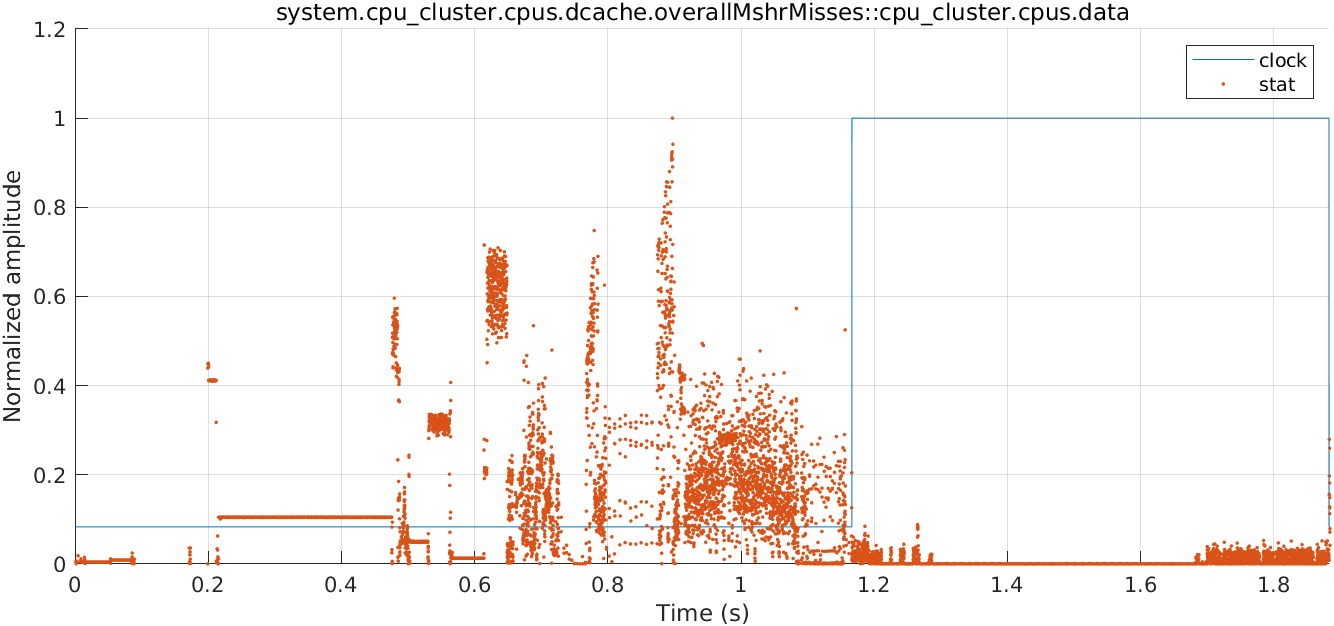 system.cpu_cluster.cpus.dcache.overallMshrMisses::cpu_cluster.cpus.data
Normalized amplitude
1.2
1
0.8
0.6
0.4
0.2
0
clock
stat
0 0.2 0.4 0.6 0.8 1 1.2 1.4 1.6 1.8
Time (s)